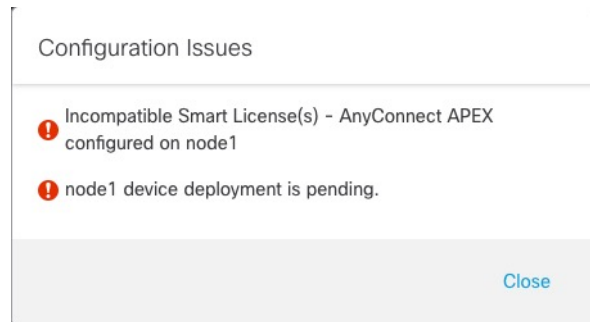 Configuration Issues
Incompatible Smart License(s) - AnyConnect APEX
configured on node1
node1 device deployment is pending.
Close